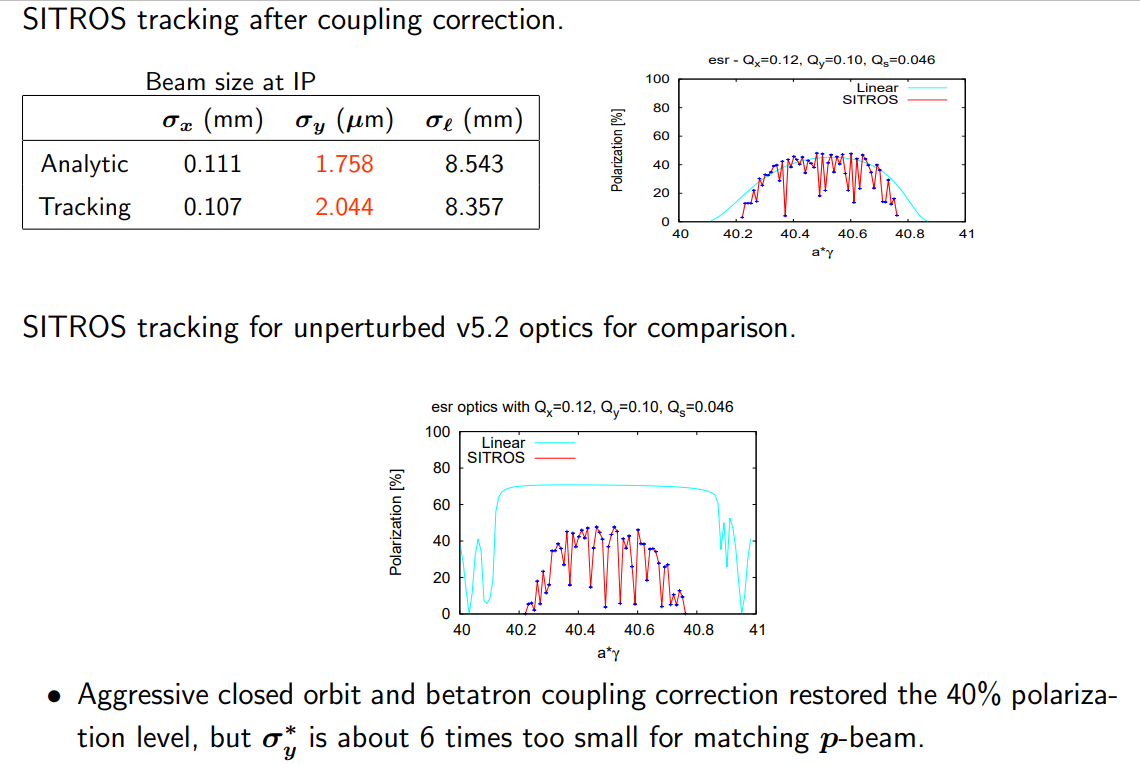 SITROS tracking after coupling correction.
Beam size at IP
σx (mm) σy (μm) σℓ (mm)
Analytic 0.111 1.758 8.543
Tracking 0.107 2.044 8.357
esr - Qx=0.12, Qy=0.10, Qs=0.046
Linear
SITROS
Polarization [%]
100
80
60
40
20
0
40 40.2 40.4 40.6 40.8 41
a*γ
SITROS tracking for unperturbed v5.2 optics for comparison.
esr optics with Qx=0.12, Qy=0.10, Qs=0.046
Linear
SITROS
Polarization [%]
100
80
60
40
20
0
40 40.2 40.4 40.6 40.8 41
a*γ
• Aggressive closed orbit and betatron coupling correction restored the 40% polariza-
tion level, but σ*y is about 6 times too small for matching p-beam.